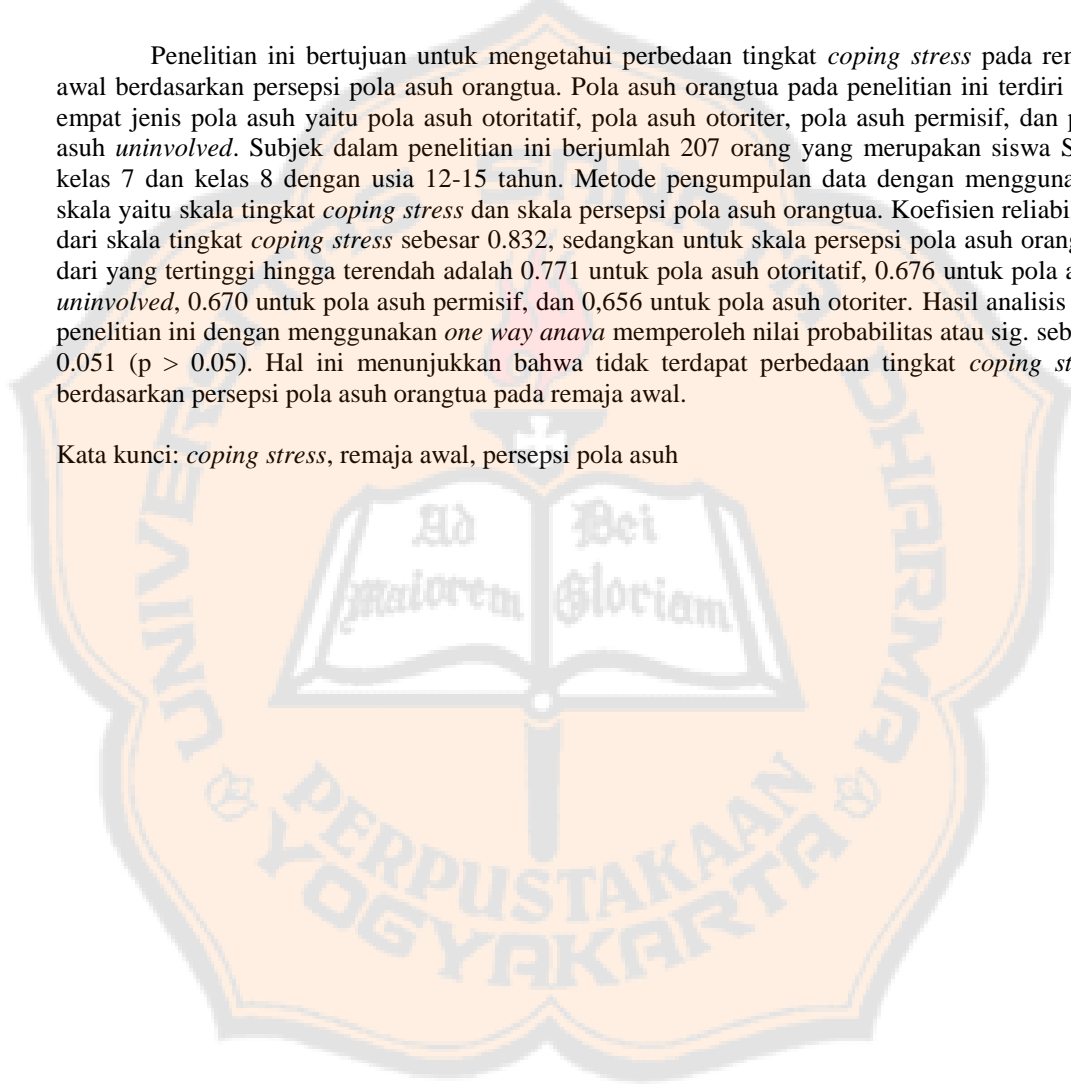 Penelitian ini bertujuan untuk mengetahui perbedaan tingkat coping stress pada rem
awal berdasarkan persepsi pola asuh orangtua. Pola asuh orangtua pada penelitian ini terdiri
empat jenis pola asuh yaitu pola asuh otoritatif, pola asuh otoriter, pola asuh permisif, dan p
asuh uninvolved. Subjek dalam penelitian ini berjumlah 207 orang yang merupakan siswa S
kelas 7 dan kelas 8 dengan usia 12-15 tahun. Metode pengumpulan data dengan mengguna
skala yaitu skala tingkat coping stress dan skala persepsi pola asuh orangtua. Koefisien reliabi
dari skala tingkat coping stress sebesar 0.832, sedangkan untuk skala persepsi pola asuh orang
dari yang tertinggi hingga terendah adalah 0.771 untuk pola asuh otoritatif, 0.676 untuk pola a
uninvolved, 0.670 untuk pola asuh permisif, dan 0,656 untuk pola asuh otoriter. Hasil analisis
penelitian ini dengan menggunakan one way anava memperoleh nilai probabilitas atau sig. seb
0.051 (p > 0.05). Hal ini menunjukkan bahwa tidak terdapat perbedaan tingkat coping st
berdasarkan persepsi pola asuh orangtua pada remaja awal.
Kata kunci: coping stress, remaja awal, persepsi pola asuh
UNIVERSITAS SANATA DHARMA
Ad Dei
Maiorem Gloriam
PERPUSTAKAAN
YOGYAKARTA